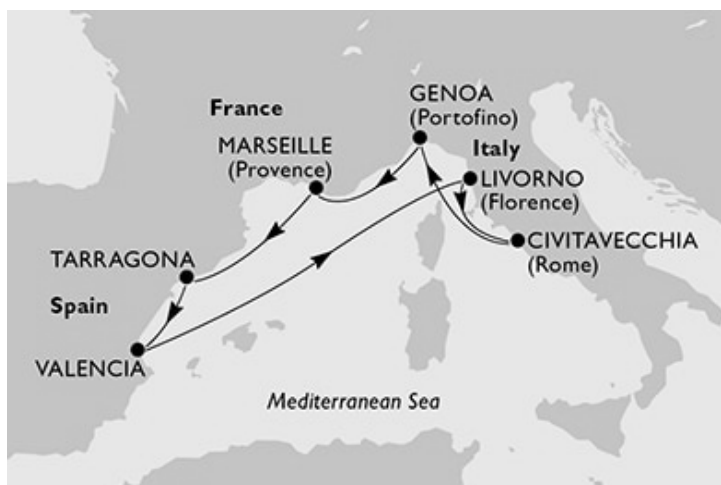 GENOA
(Portofino)
France
MARSEILLE
(Provence)
Italy
LIVORNO
(Florence)
CIVITAVECCHIA
(Rome)
TARRAGONA
Spain
VALENCIA
Mediterranean Sea